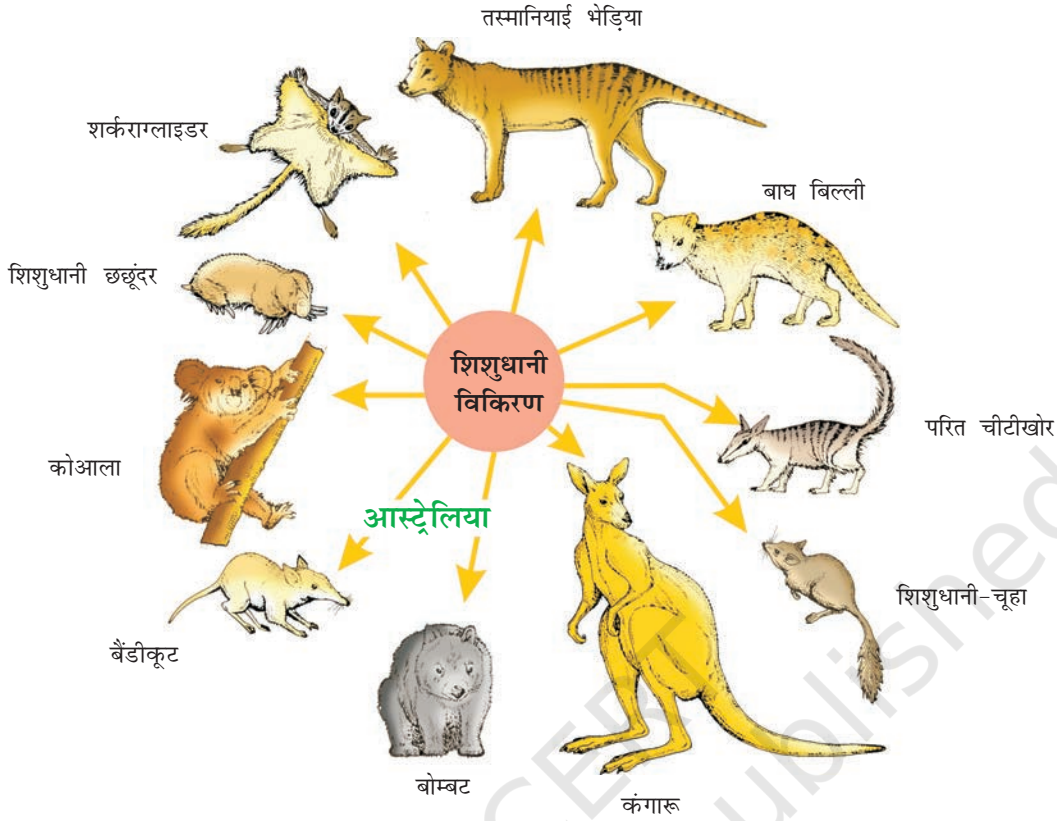 तस्मानियाई भेड़िया
शर्कराग्लाइडर
बाघ बिल्ली
शिशुधानी छछूंदर
शिशुधानी
विकिरण
परित चीटीखोर
कोआला
आस्ट्रेलिया
शिशुधानी-चूहा
बैंडीकूट
बोम्बट
कंगारू